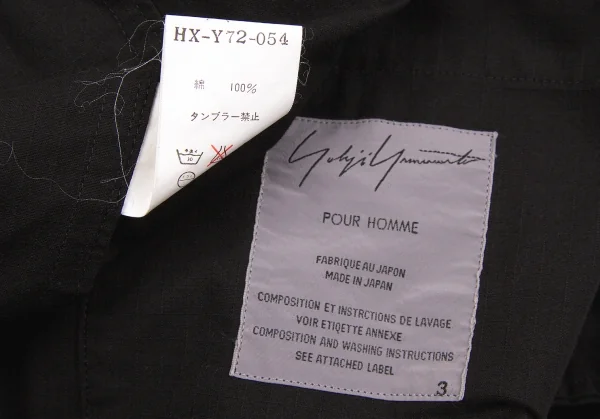 HX-Y72-054
綿 100%
タンブラー禁止
Yohji Yamamoto
POUR HOMME
FABRIQUE AU JAPON
MADE IN JAPAN
COMPOSITION ET INSTRCTIONS DE LAVAGE
VOIR ETIQETTE ANNEXE
COMPOSITION AND WASHING INSTRUCTIONS
SEE ATTACHED LABEL
3